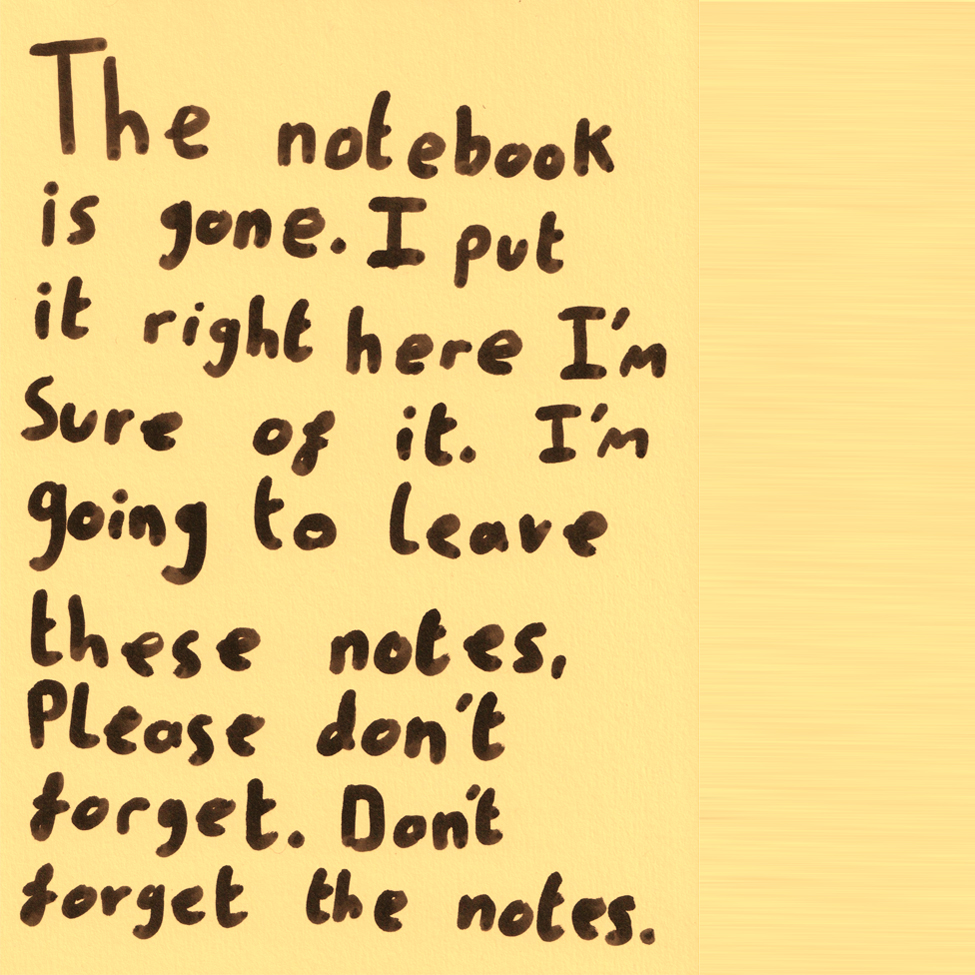 The notebook
is gone. I put
it right here I'm
Sure of it. I'm
going to leave
these notes,
Please don't
forget. Don't
forget the notes.